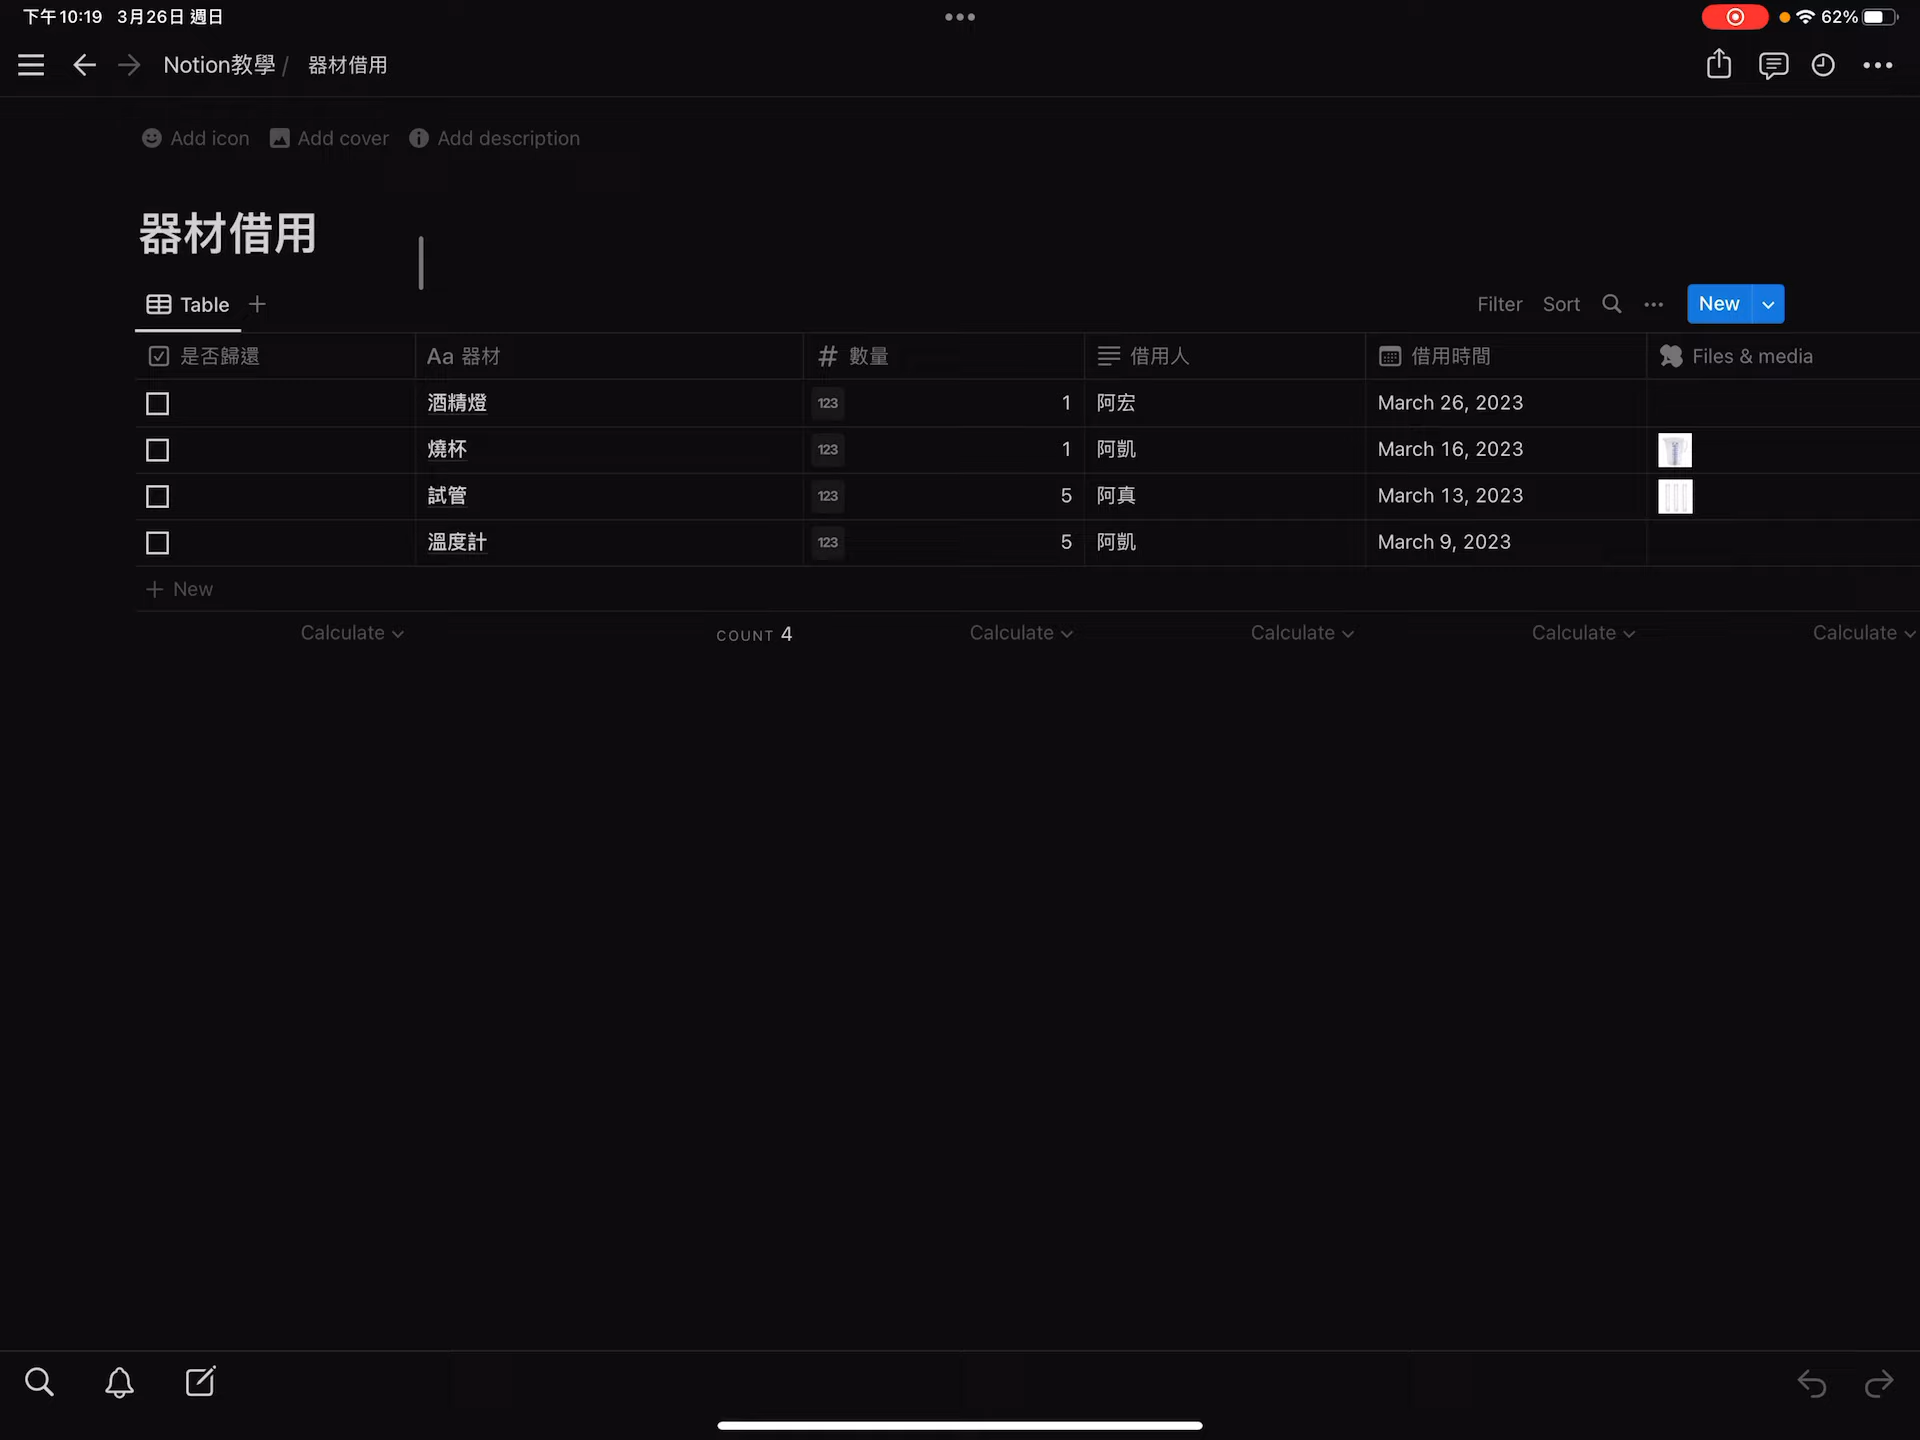 下午10:19 3月26日 週日 62%
Notion教學 / 器材借用
Add icon Add cover Add description
器材借用
Table Filter Sort New
是否歸還 Aa 器材 # 數量 借用人 借用時間 Files & media
酒精燈 123 1 阿宏 March 26, 2023
燒杯 123 1 阿凱 March 16, 2023
試管 123 5 阿真 March 13, 2023
溫度計 123 5 阿凱 March 9, 2023
+ New
Calculate COUNT 4 Calculate Calculate Calculate Calculate